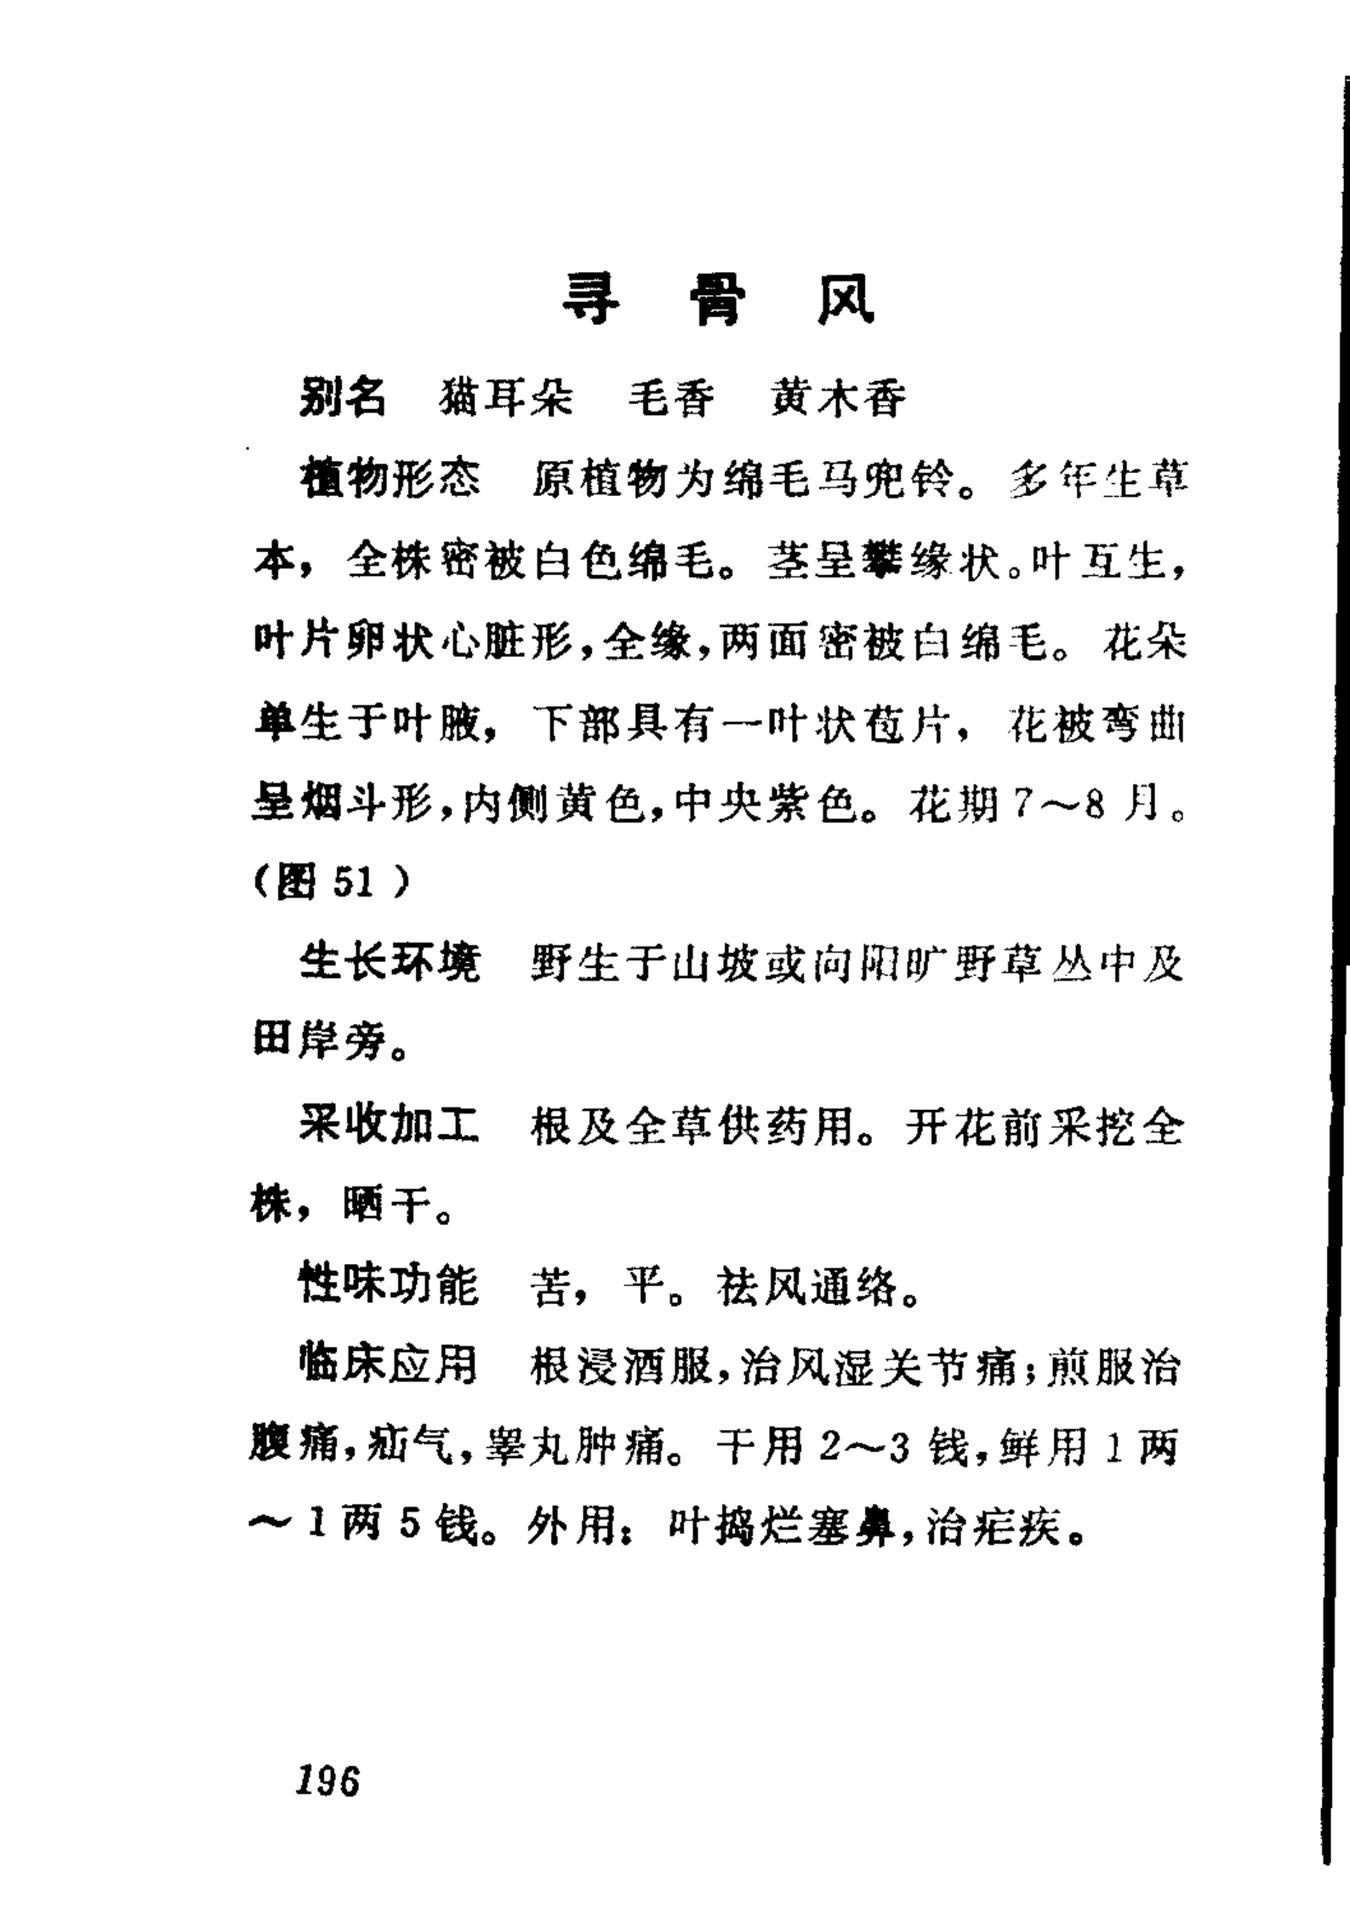 寻骨风
别名 猫耳朵 毛香 黄木香
植物形态 原植物为绵毛马兜铃。多年生草
本，全株密被白色绵毛。茎呈攀缘状。叶互生，
叶片卵状心脏形，全缘，两面密被白绵毛。花朵
单生于叶腋，下部具有一叶状苞片，花被弯曲
呈烟斗形，内侧黄色，中央紫色。花期7～8月。
（图51）
生长环境 野生于山坡或向阳旷野草丛中及
田岸旁。
采收加工 根及全草供药用。开花前采挖全
株，晒干。
性味功能 苦，平。祛风通络。
临床应用 根浸酒服，治风湿关节痛；煎服治
腹痛，疝气，睾丸肿痛。干用2～3钱，鲜用1两
～1两5钱。外用：叶捣烂塞鼻，治疟疾。
196